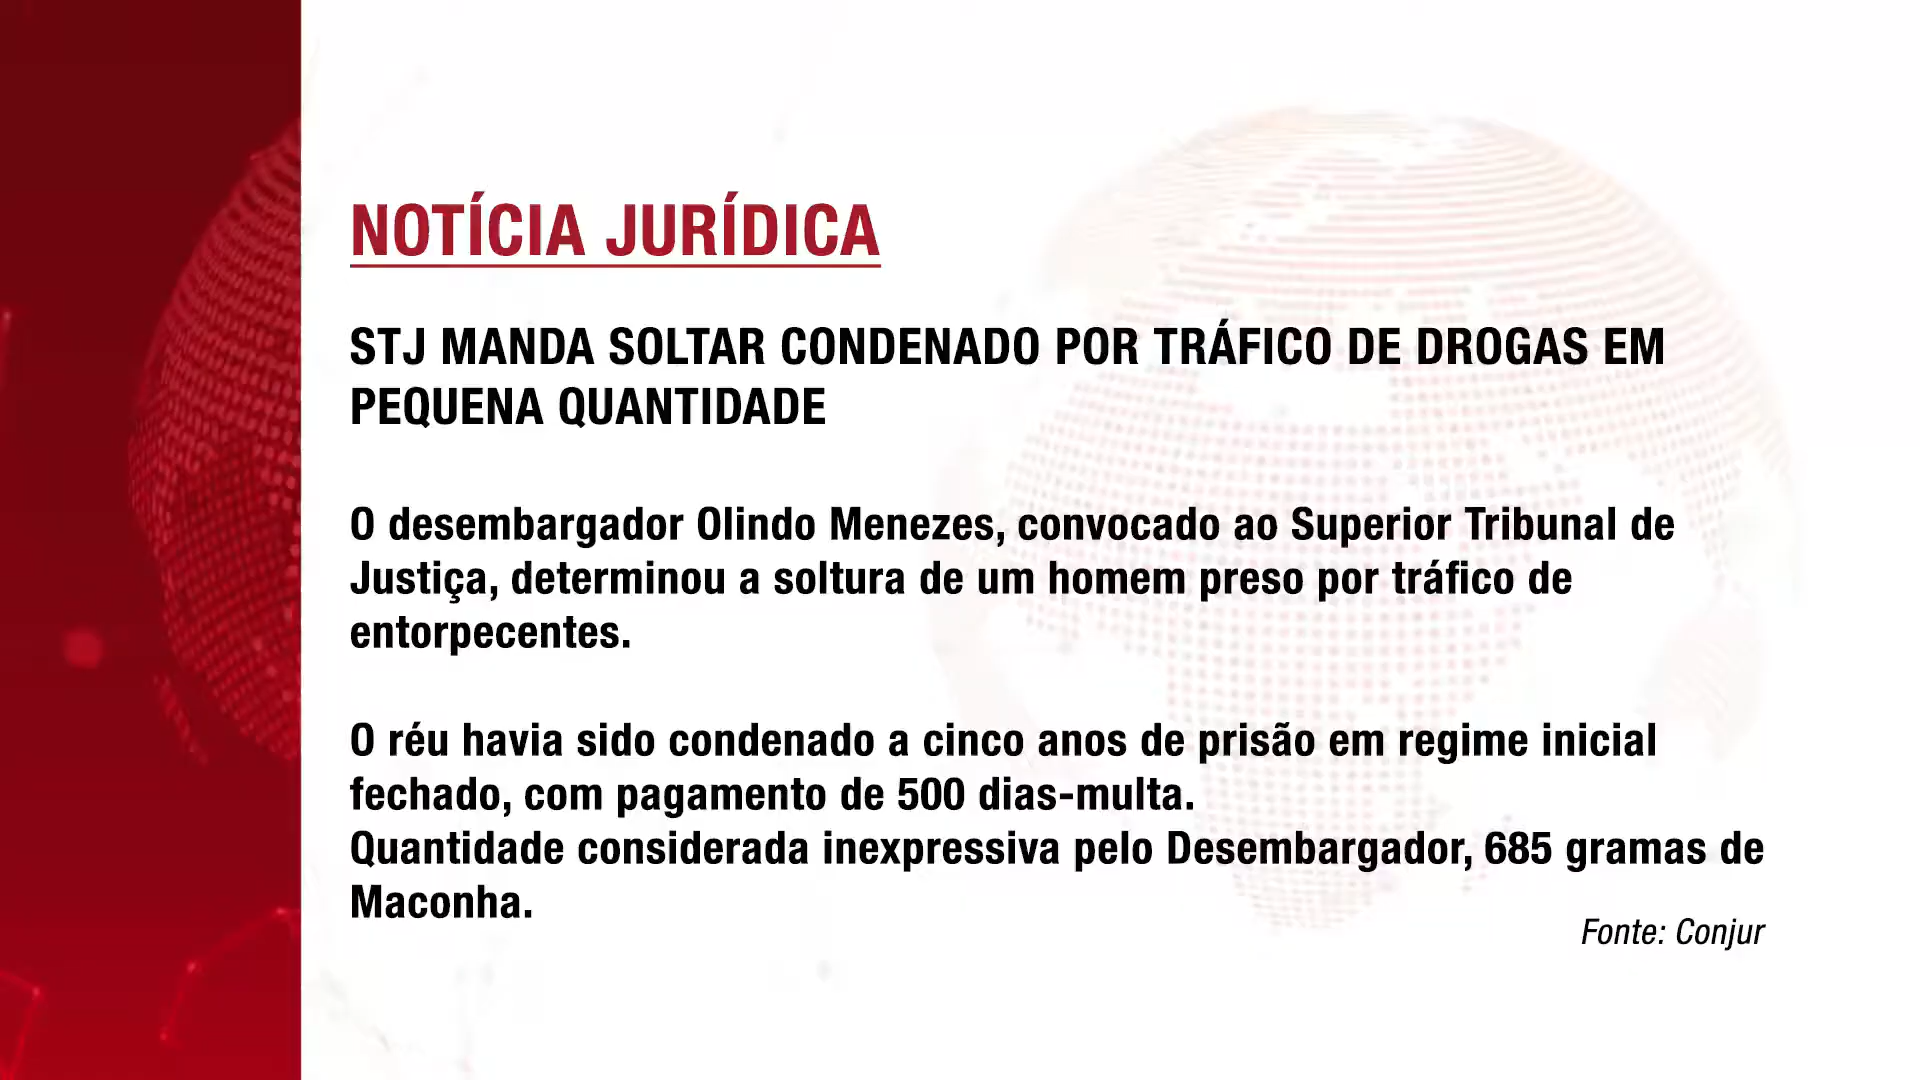 NOTÍCIA JURÍDICA
STJ MANDA SOLTAR CONDENADO POR TRÁFICO DE DROGAS EM
PEQUENA QUANTIDADE
O desembargador Olindo Menezes, convocado ao Superior Tribunal de
Justiça, determinou a soltura de um homem preso por tráfico de
entorpecentes.
O réu havia sido condenado a cinco anos de prisão em regime inicial
fechado, com pagamento de 500 dias-multa.
Quantidade considerada inexpressiva pelo Desembargador, 685 gramas de
Maconha.
Fonte: Conjur